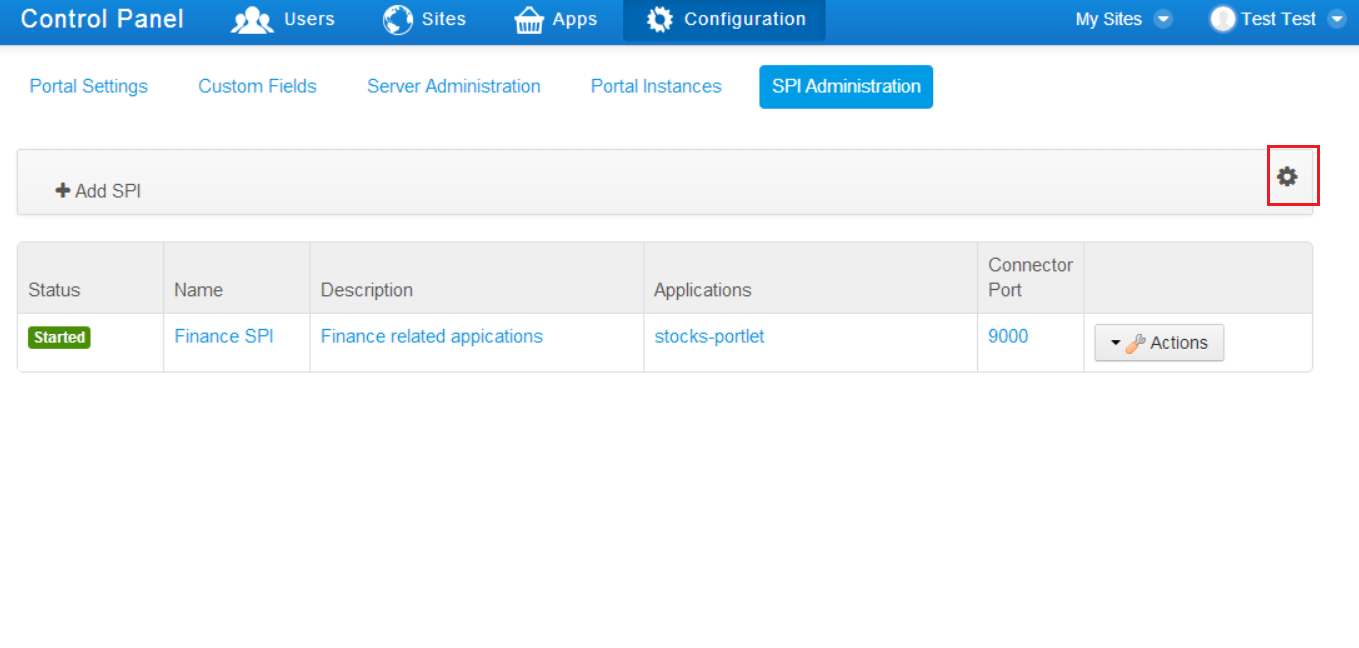 Control Panel Users Sites Apps Configuration My Sites Test Test
Portal Settings Custom Fields Server Administration Portal Instances SPI Administration
Add SPI
Status Name Description Applications Connector Port
Started Finance SPI Finance related appications stocks-portlet 9000 Actions